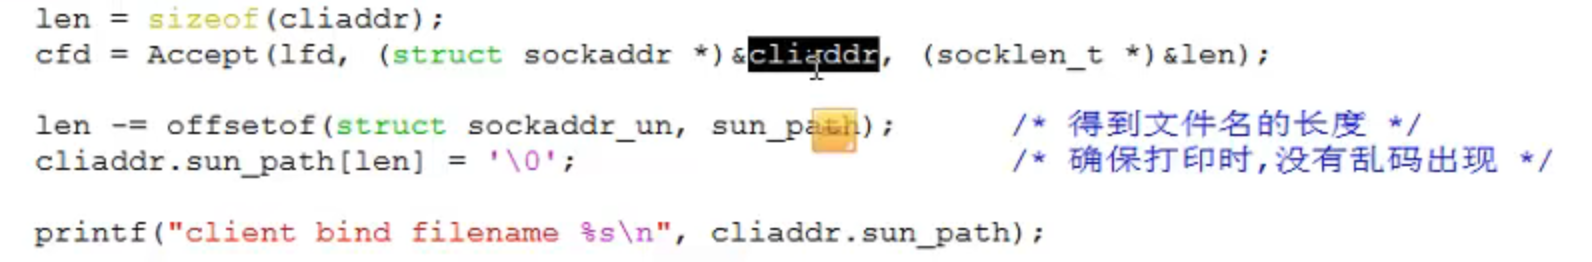 len = sizeof(cliaddr);
cfd = Accept(lfd, (struct sockaddr *)&cliaddr, (socklen_t *)&len);
len -= offsetof(struct sockaddr_un, sun_path); /* 得到文件名的长度 */
cliaddr.sun_path[len] = '\0'; /* 确保打印时,没有乱码出现 */
printf("client bind filename %s\n", cliaddr.sun_path);